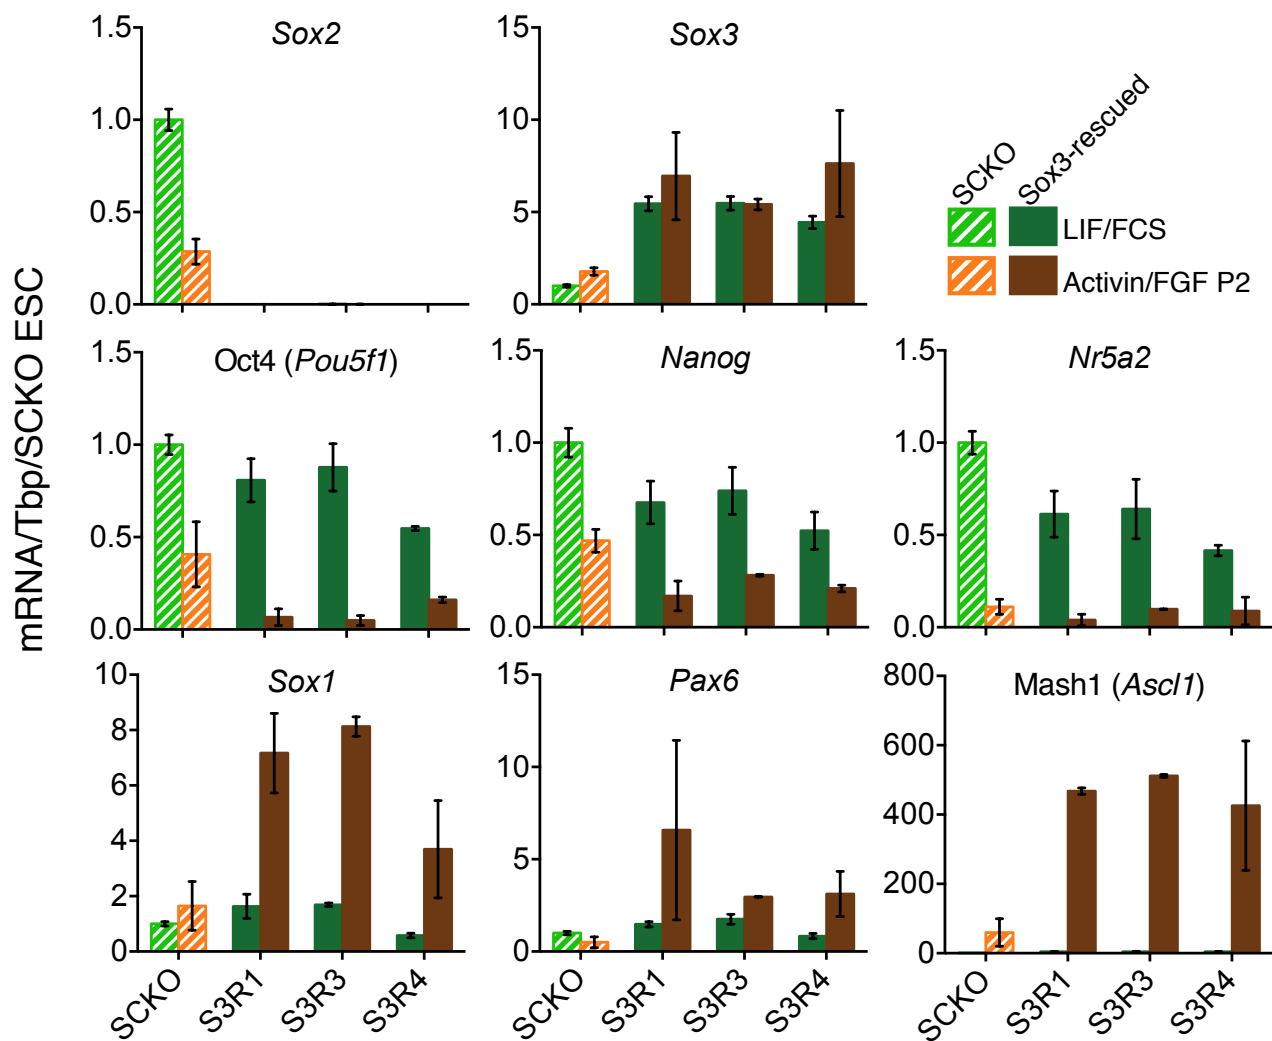 mRNA/Tbp/SCKO ESC
Sox2
1.5
1.0
0.5
0.0
Sox3
15
10
5
0
SCKO
Sox3-rescued
LIF/FCS
Activin/FGF P2
Oct4 (Pou5f1)
1.5
1.0
0.5
0.0
Nanog
1.5
1.0
0.5
0.0
Nr5a2
1.5
1.0
0.5
0.0
Sox1
10
8
6
4
2
0
Pax6
15
10
5
0
Mash1 (Ascl1)
800
600
400
200
0
SCKO
S3R1
S3R3
S3R4
SCKO
S3R1
S3R3
S3R4
SCKO
S3R1
S3R3
S3R4